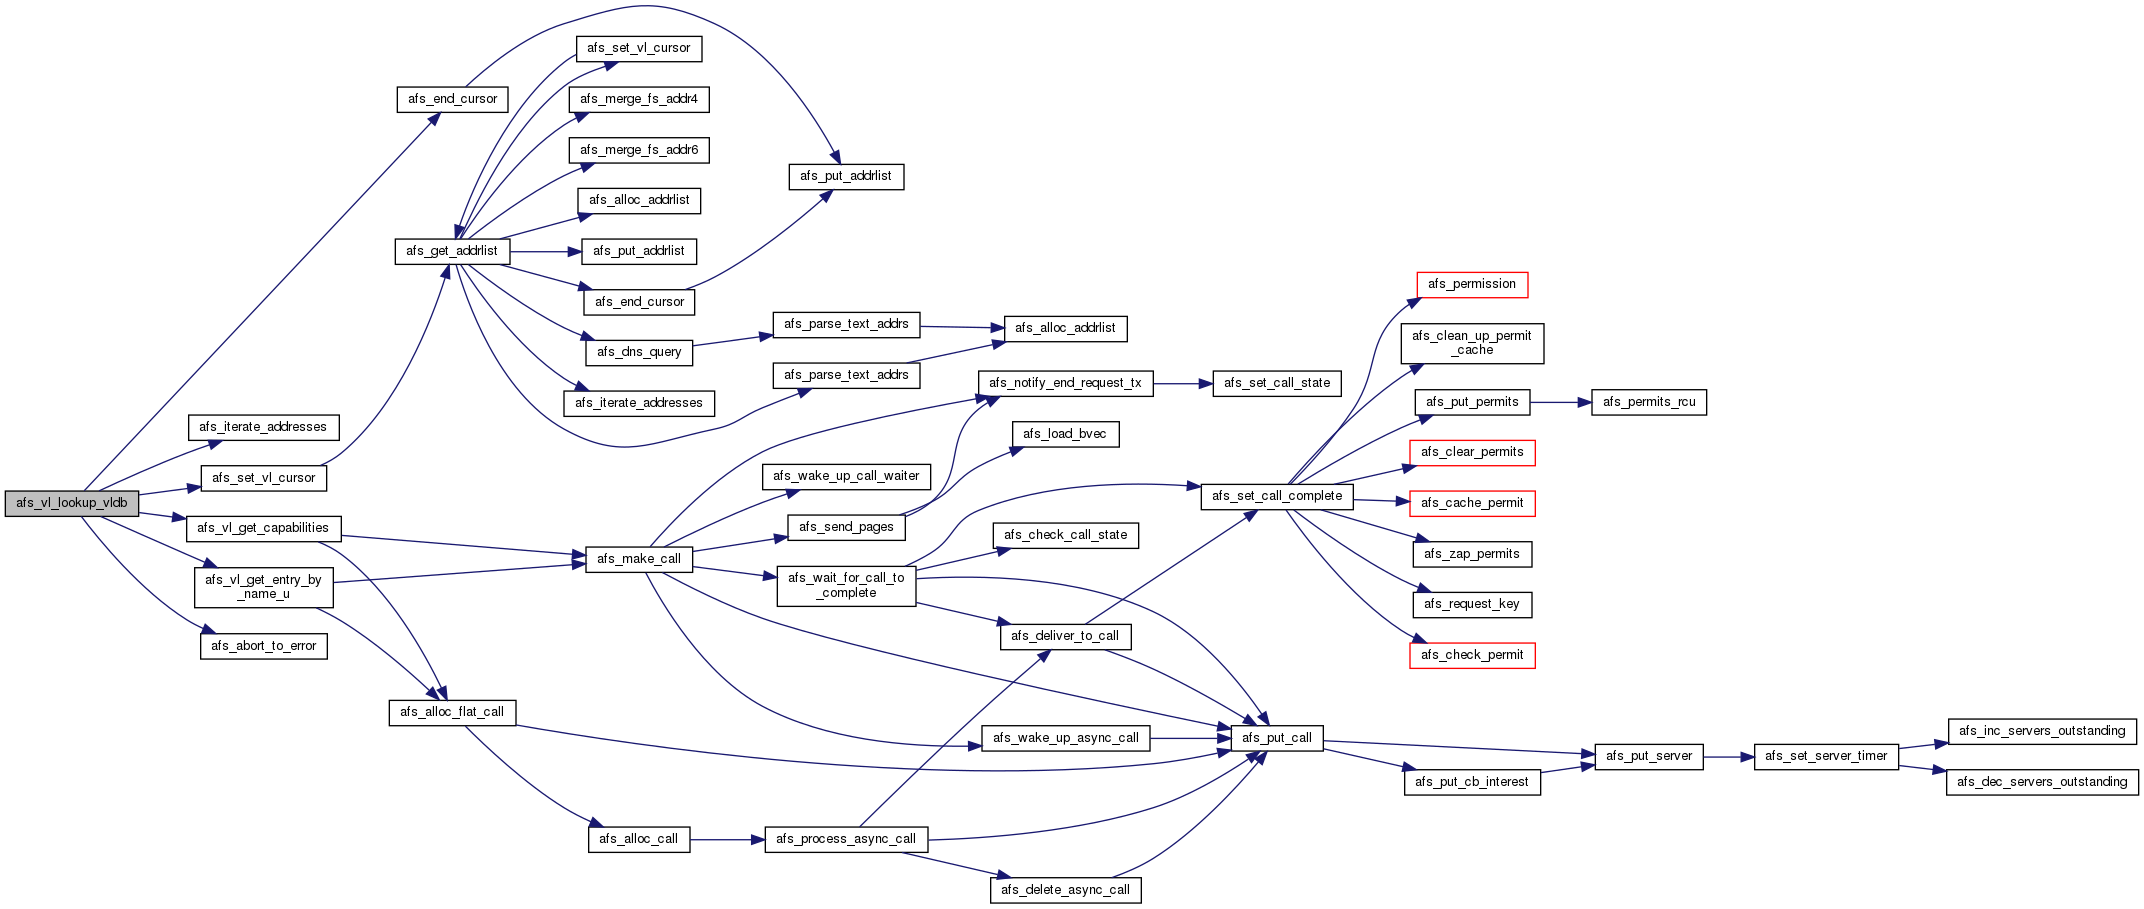 afs_set_vl_cursor
afs_end_cursor
afs_merge_fs_addr4
afs_merge_fs_addr6
afs_put_addrlist
afs_alloc_addrlist
afs_get_addrlist
afs_put_addrlist
afs_permission
afs_end_cursor
afs_parse_text_addrs
afs_alloc_addrlist
afs_clean_up_permit
_cache
afs_dns_query
afs_parse_text_addrs
afs_notify_end_request_tx
afs_set_call_state
afs_iterate_addresses
afs_put_permits
afs_permits_rcu
afs_iterate_addresses
afs_load_bvec
afs_clear_permits
afs_set_vl_cursor
afs_wake_up_call_waiter
afs_vl_lookup_vldb
afs_set_call_complete
afs_cache_permit
afs_vl_get_capabilities
afs_send_pages
afs_check_call_state
afs_zap_permits
afs_make_call
afs_vl_get_entry_by
_name_u
afs_wait_for_call_to
_complete
afs_request_key
afs_abort_to_error
afs_deliver_to_call
afs_check_permit
afs_alloc_flat_call
afs_wake_up_async_call
afs_put_call
afs_inc_servers_outstanding
afs_put_server
afs_set_server_timer
afs_put_cb_interest
afs_dec_servers_outstanding
afs_alloc_call
afs_process_async_call
afs_delete_async_call